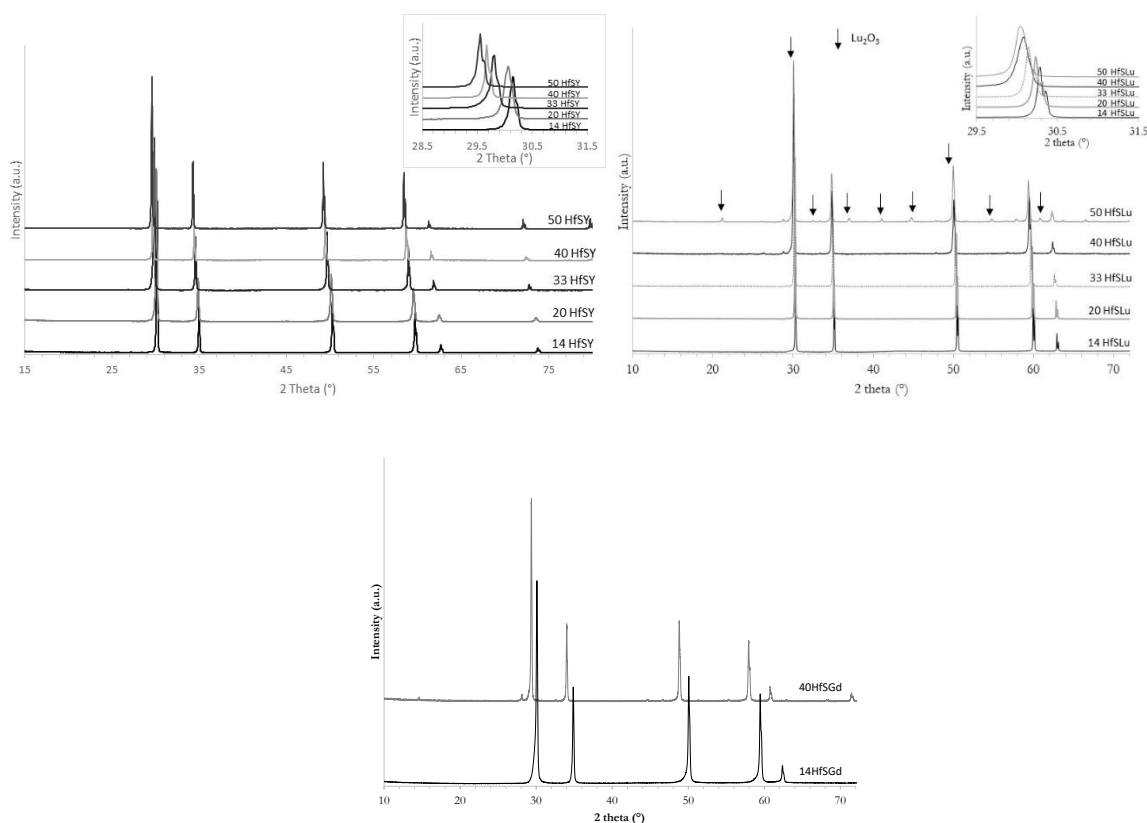 50 HfSY
40 HfSY
33 HfSY
20 HfSY
14 HfSY
Intensity (a.u.)
28.5 29.5 30.5 31.5
2 Theta (°)
Intensity (a.u.)
50 HfSY
40 HfSY
33 HfSY
20 HfSY
14 HfSY
15 25 35 45 55 65 75
2 Theta (°)
Lu₂O₃
50 HfSLu
40 HfSLu
33 HfSLu
20 HfSLu
14 HfSLu
Intensity (a.u.)
29.5 30.5 31.5
2 theta (°)
Intensity (a.u.)
50 HfSLu
40 HfSLu
33 HfSLu
20 HfSLu
14 HfSLu
10 20 30 40 50 60 70
2 theta (°)
Intensity (a.u.)
40HfSGd
14HfSGd
10 20 30 40 50 60 70
2 theta (°)